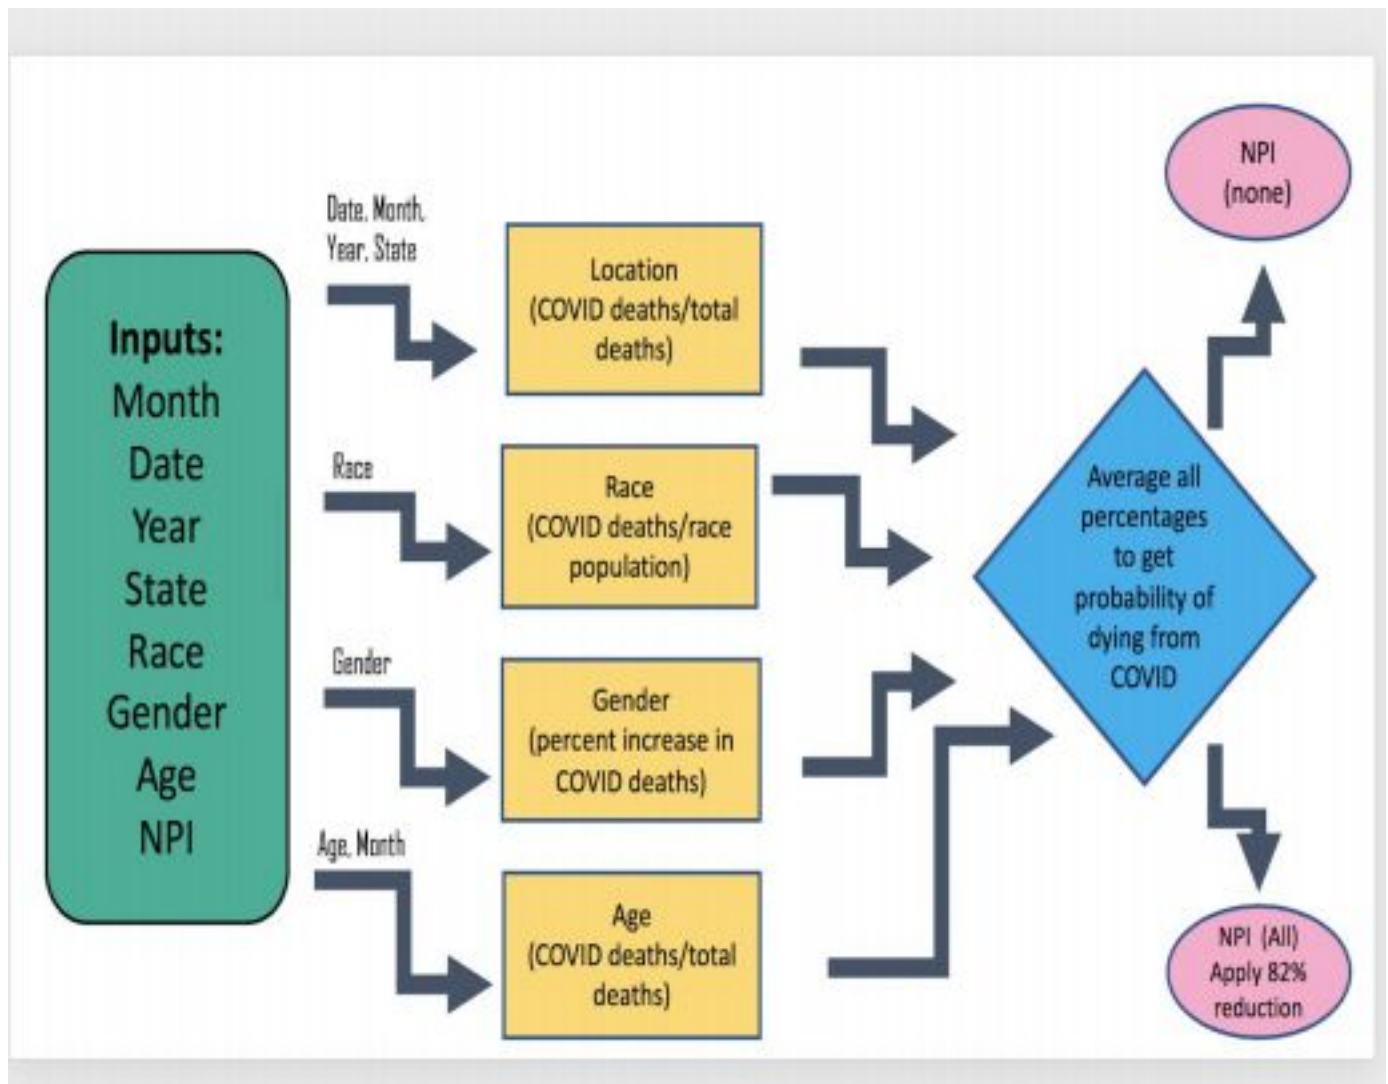 Inputs:
Month
Date
Year
State
Race
Gender
Age
NPI
Date, Month,
Year, State
Race
Gender
Age, Month
Location
(COVID deaths/total
deaths)
Race
(COVID deaths/race
population)
Gender
(percent increase in
COVID deaths)
Age
(COVID deaths/total
deaths)
Average all
percentages
to get
probability of
dying from
COVID
NPI
(none)
NPI (All)
Apply 82%
reduction